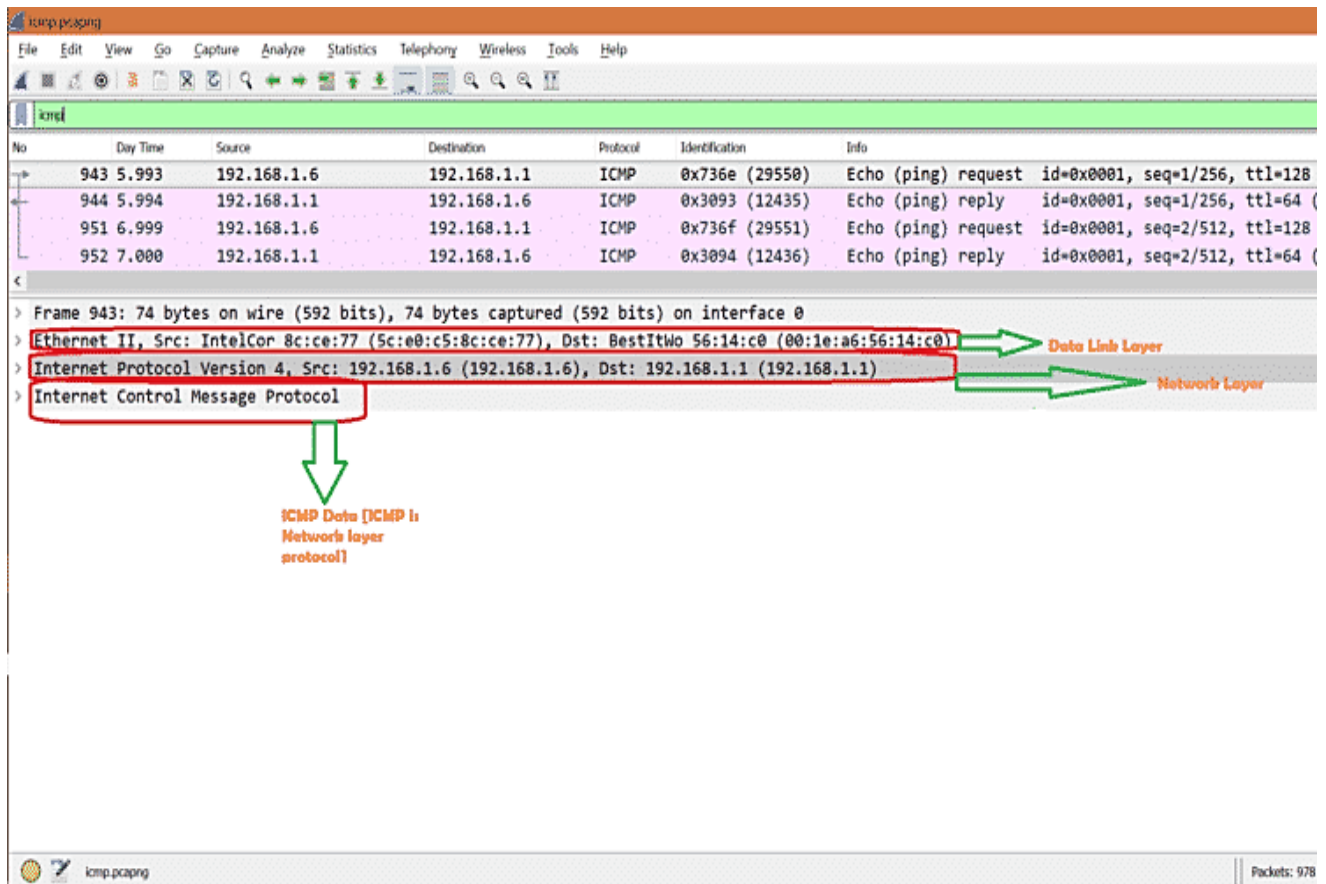 icmp.pcapng
File Edit View Go Capture Analyze Statistics Telephony Wireless Tools Help
icmp
No Day Time Source Destination Protocol Identification Info
943 5.993 192.168.1.6 192.168.1.1 ICMP 0x736e (29550) Echo (ping) request id=0x0001, seq=1/256, ttl=128
944 5.994 192.168.1.1 192.168.1.6 ICMP 0x3093 (12435) Echo (ping) reply id=0x0001, seq=1/256, ttl=64 (
951 6.999 192.168.1.6 192.168.1.1 ICMP 0x736f (29551) Echo (ping) request id=0x0001, seq=2/512, ttl=128
952 7.000 192.168.1.1 192.168.1.6 ICMP 0x3094 (12436) Echo (ping) reply id=0x0001, seq=2/512, ttl=64 (
Frame 943: 74 bytes on wire (592 bits), 74 bytes captured (592 bits) on interface 0
Ethernet II, Src: IntelCor 8c:ce:77 (5c:e0:c5:8c:ce:77), Dst: BestItWo 56:14:c0 (00:1e:a6:56:14:c0)
Data Link Layer
Internet Protocol Version 4, Src: 192.168.1.6 (192.168.1.6), Dst: 192.168.1.1 (192.168.1.1)
Network Layer
Internet Control Message Protocol
ICMP Data [ICMP is
Network layer
protocol]
icmp.pcapng
Packets: 978